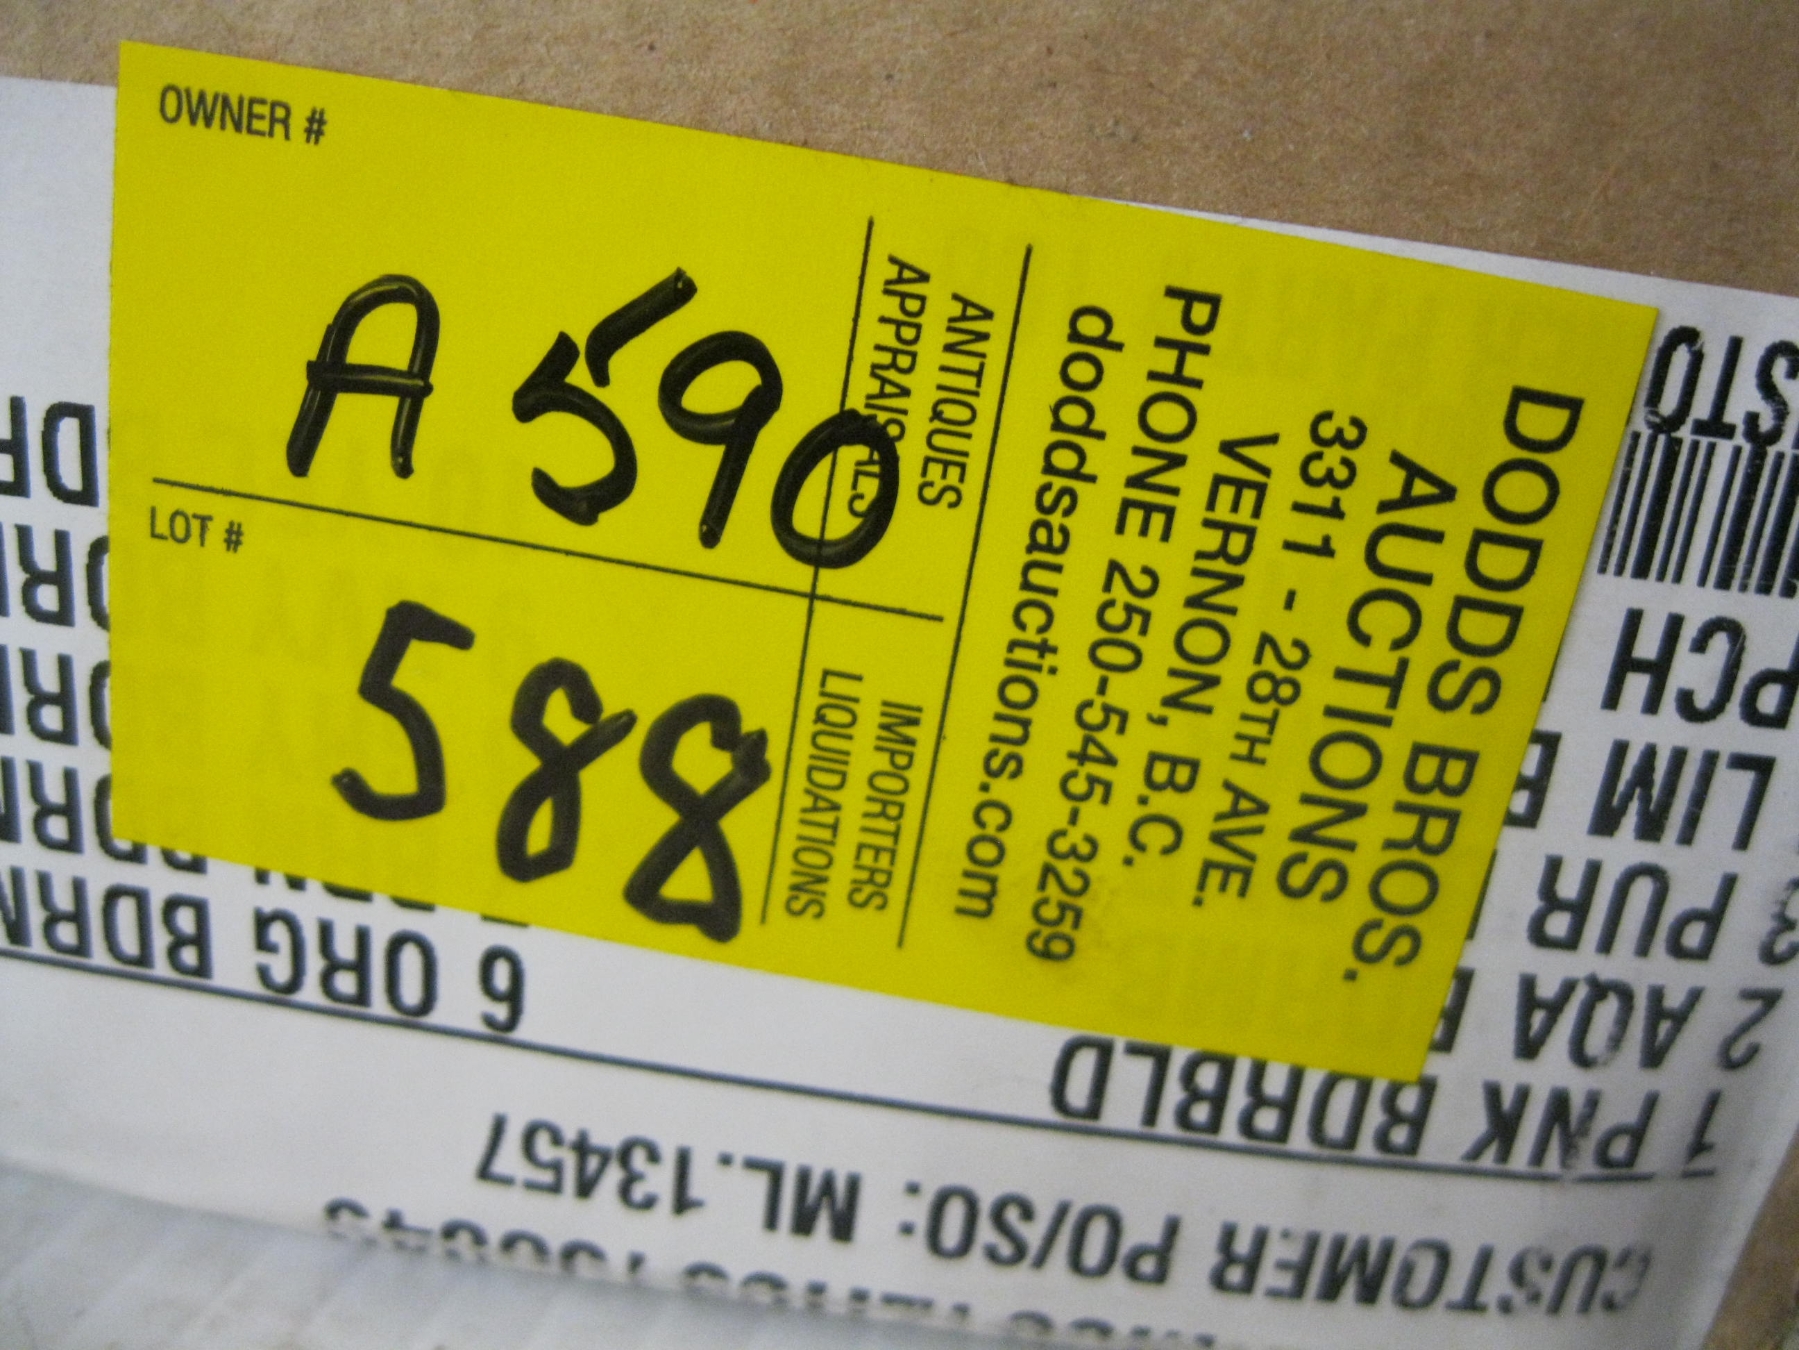 OWNER #
A 590
LOT #
588
ANTIQUES
APPRAISALS
IMPORTERS
LIQUIDATIONS
DODDS BROS.
AUCTIONS
3311 - 28TH AVE.
VERNON, B.C.
PHONE 250-545-3259
doddsauctions.com
CUSTOMER PO/SO: ML.13457
1 PNK BDRBLD
6 ORG BDRN
2 AQA
PUR
LIM
PCH